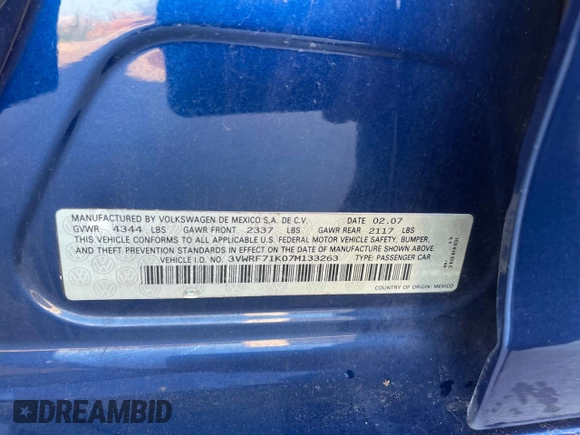 MANUFACTURED BY VOLKSWAGEN DE MEXICO S.A. DE C.V. DATE 02.07
GVWR 4344 LBS GAWR FRONT 2337 LBS GAWR REAR 2117 LBS
THIS VEHICLE CONFORMS TO ALL APPLICABLE U.S. FEDERAL MOTOR VEHICLE SAFETY, BUMPER,
AND THEFT PREVENTION STANDARDS IN EFFECT ON THE DATE OF MANUFACTURE SHOWN ABOVE.
VEHICLE I.D. NO. 3VWRF71K07M133263 TYPE: PASSENGER CAR
COUNTRY OF ORIGIN: MEXICO
DREAMBID